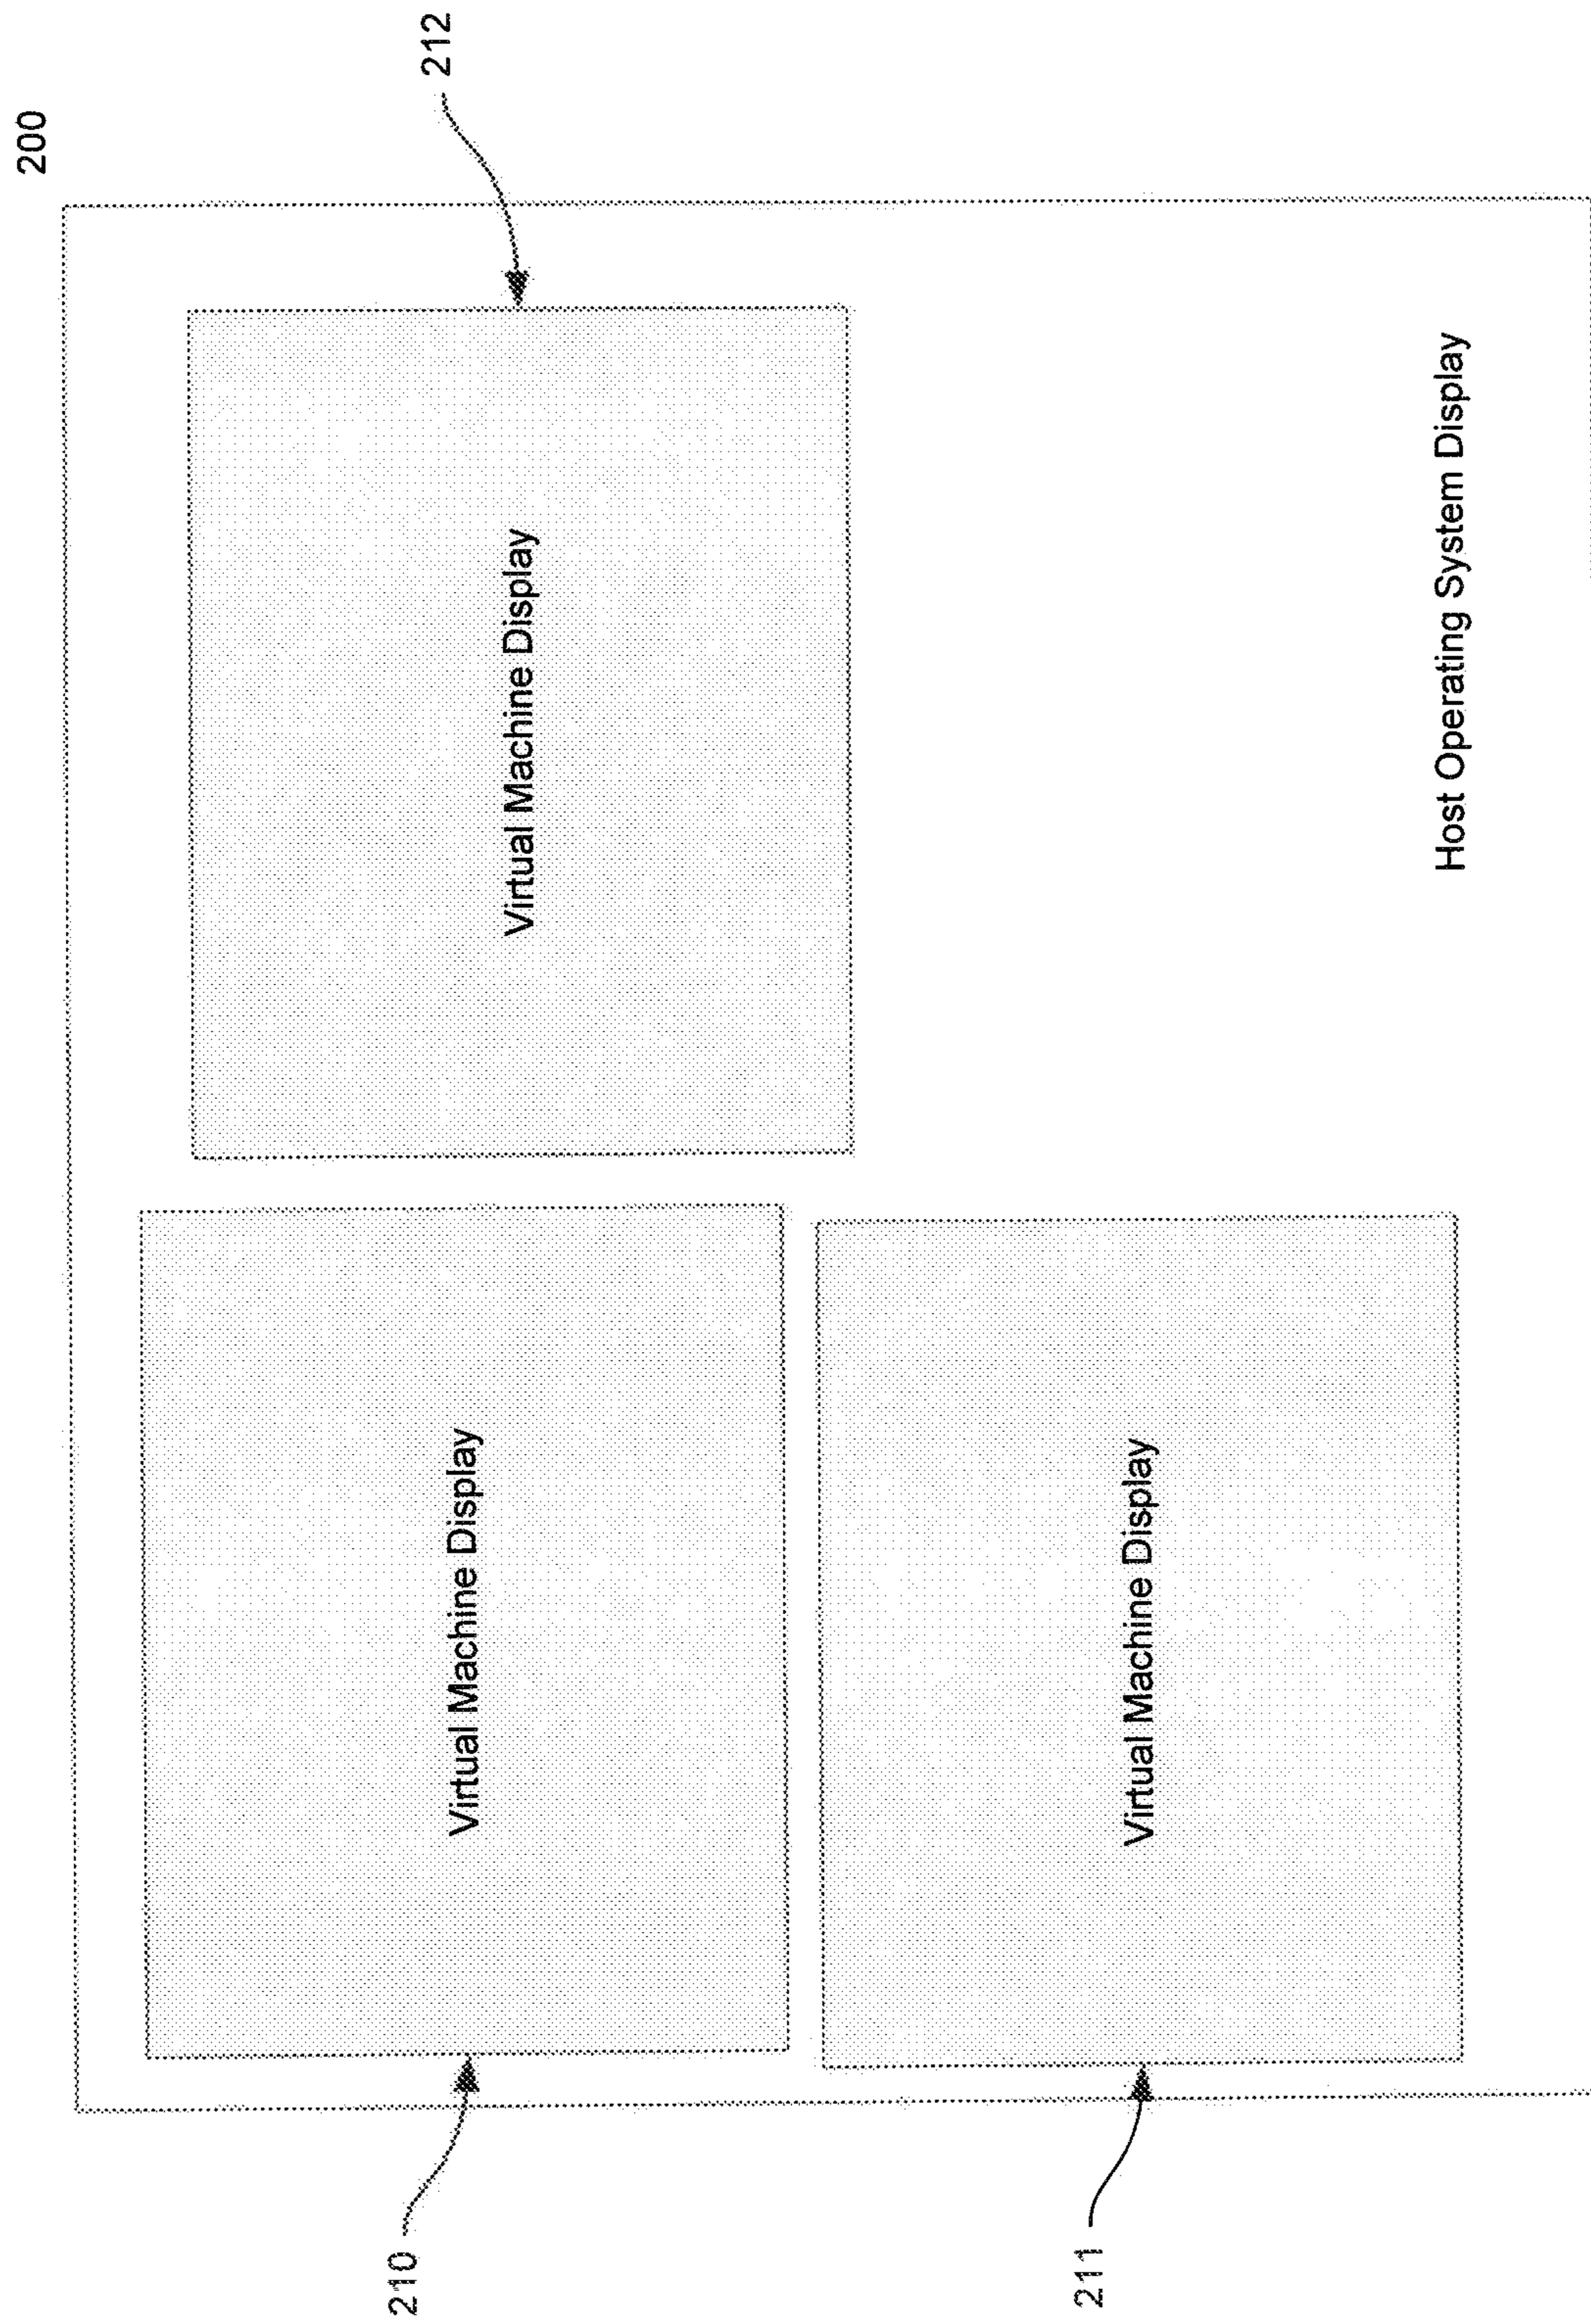 200
210
212
Virtual Machine Display
Virtual Machine Display
211
Virtual Machine Display
Host Operating System Display